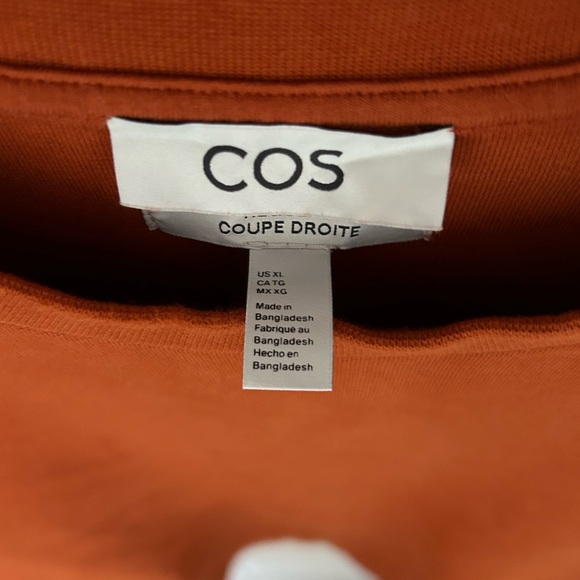 COS
COUPE DROITE
US XL
CA TG
MX XG
Made in
Bangladesh
Fabriqué au
Bangladesh
Hecho en
Bangladesh